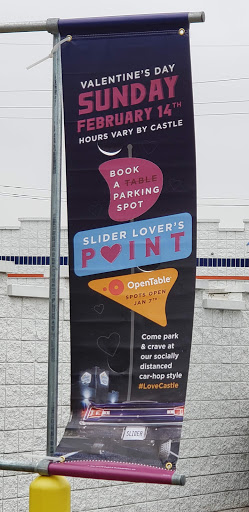 VALENTINE'S DAY
SUNDAY
FEBRUARY 14TH
HOURS VARY BY CASTLE
BOOK
A TABLE
PARKING
SPOT
SLIDER LOVER'S
POINT
OpenTable
SPOTS OPEN
JAN 7TH
Come park
& crave at
our socially
distanced
car-hop style
#LoveCastle
SLIDER